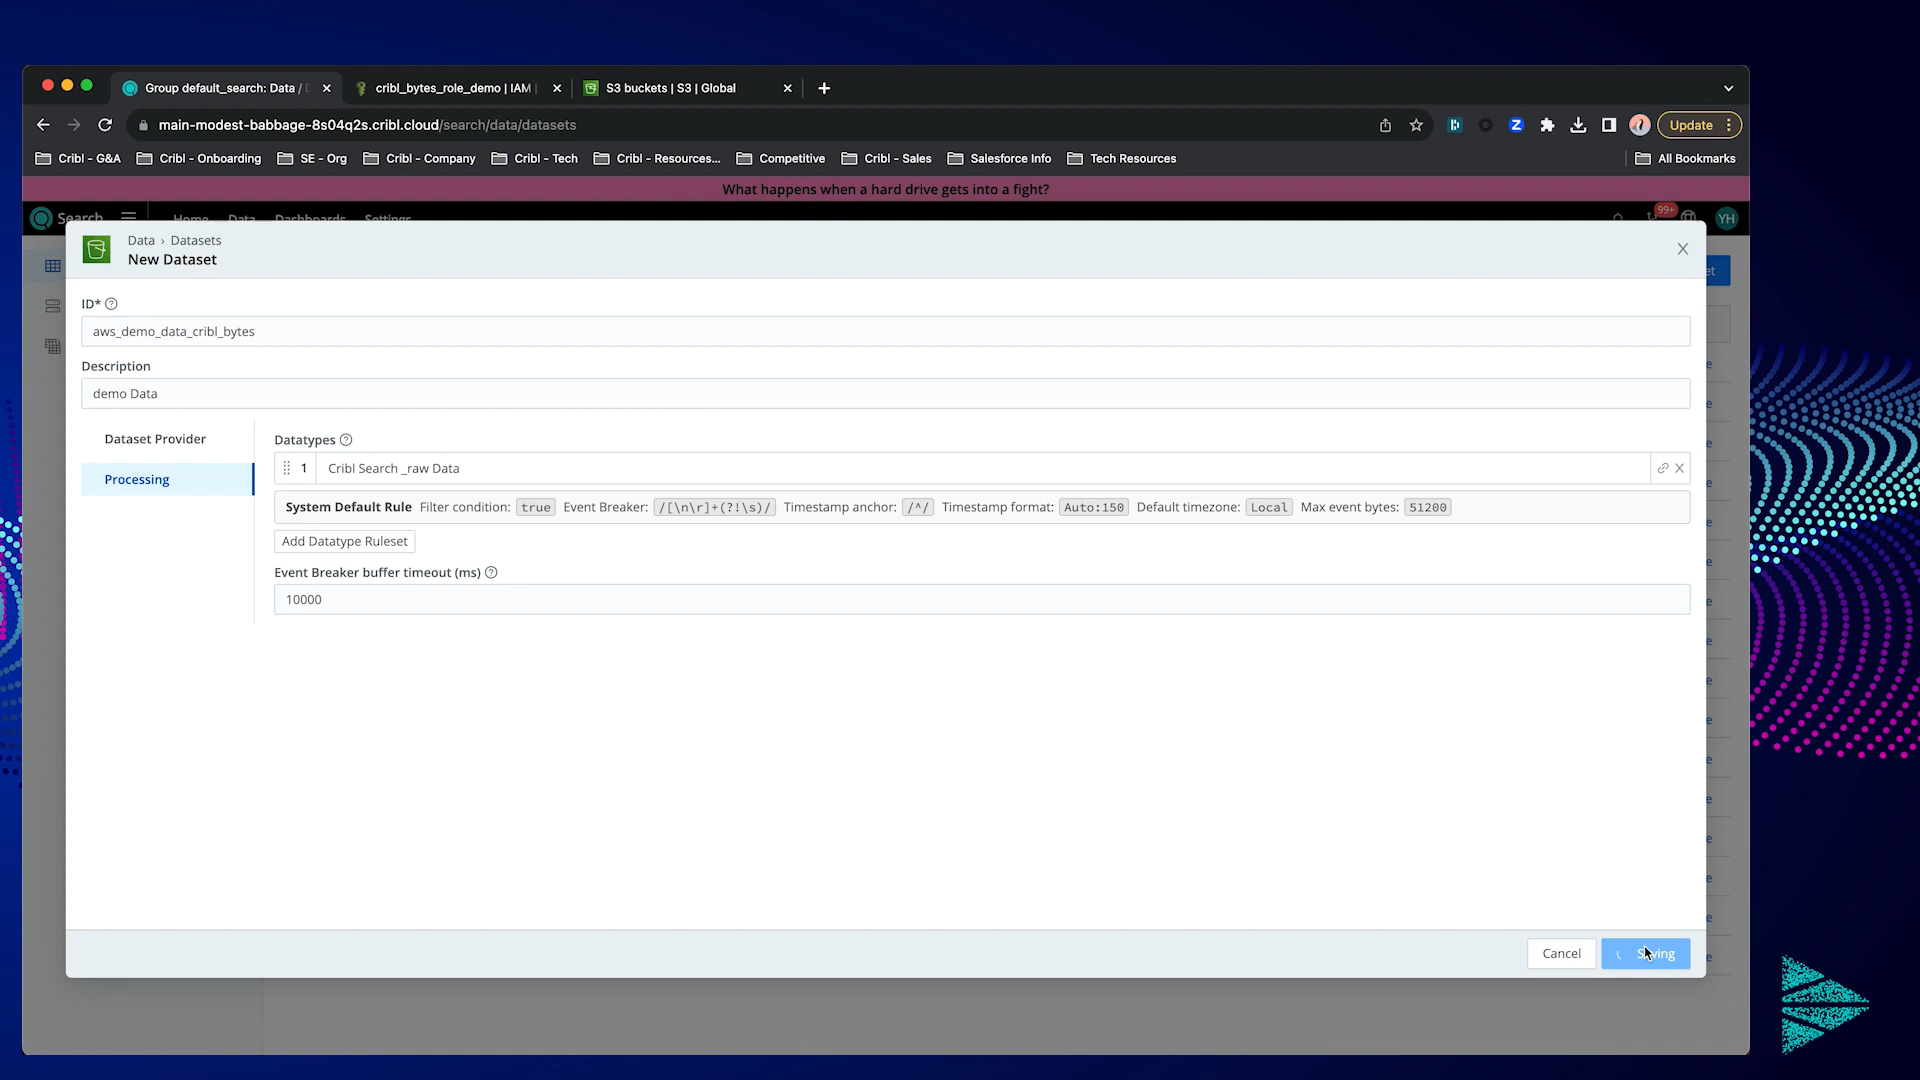 Group default_search: Data /
cribl_bytes_role_demo | IAM
S3 buckets | S3 | Global
main-modest-babbage-8s04q2s.cribl.cloud/search/data/datasets
Update
Cribl - G&A
Cribl - Onboarding
SE - Org
Cribl - Company
Cribl - Tech
Cribl - Resources...
Competitive
Cribl - Sales
Salesforce Info
Tech Resources
All Bookmarks
What happens when a hard drive gets into a fight?
Search
Home
Data
Dashboards
Settings
99+
YH
Data › Datasets
New Dataset
et
ID*
aws_demo_data_cribl_bytes
Description
demo Data
Dataset Provider
Processing
Datatypes
1
Cribl Search _raw Data
System Default Rule Filter condition: true Event Breaker: /[\n\r]+(?!\s)/ Timestamp anchor: /^/ Timestamp format: Auto:150 Default timezone: Local Max event bytes: 51200
Add Datatype Ruleset
Event Breaker buffer timeout (ms)
10000
Cancel
Saving